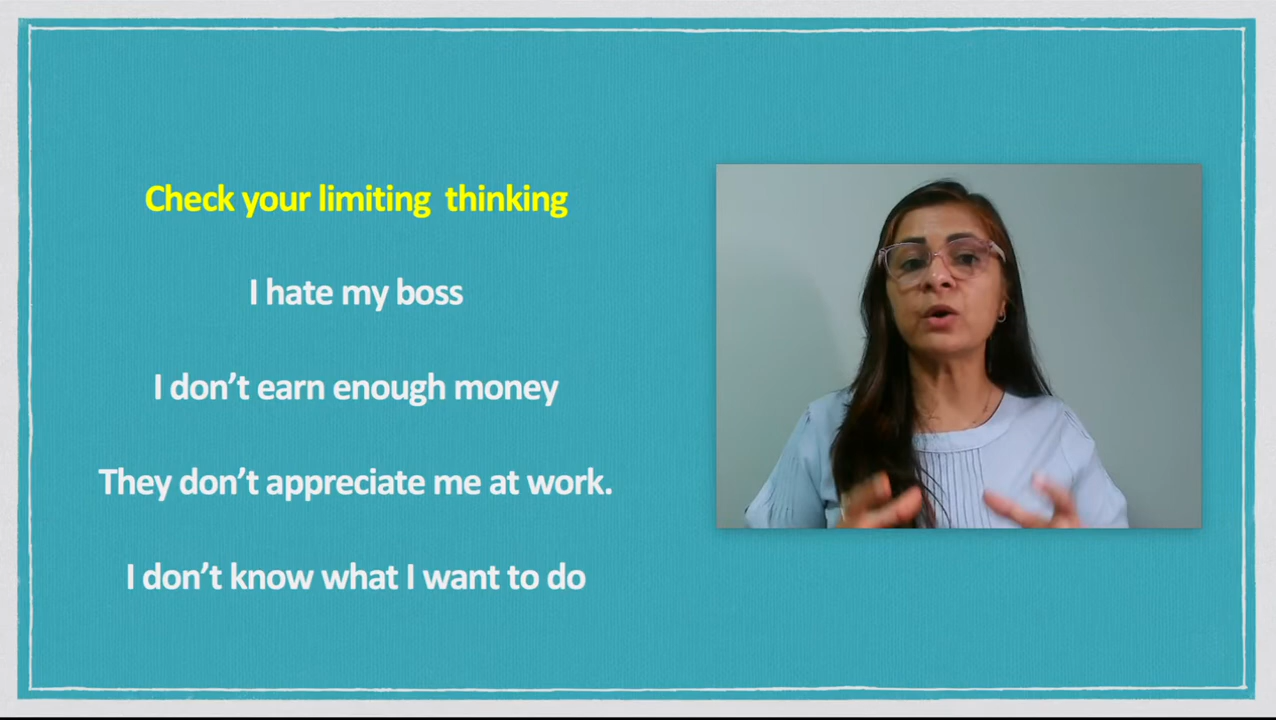 Check your limiting  thinking
I hate my boss
I don’t earn enough money
They don’t appreciate me at work.
I don’t know what I want to do